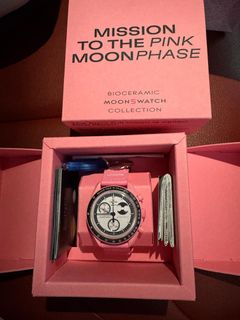 MISSION
TO THE PINK
MOONPHASE
BIOCERAMIC
MOONSWATCH
COLLECTION